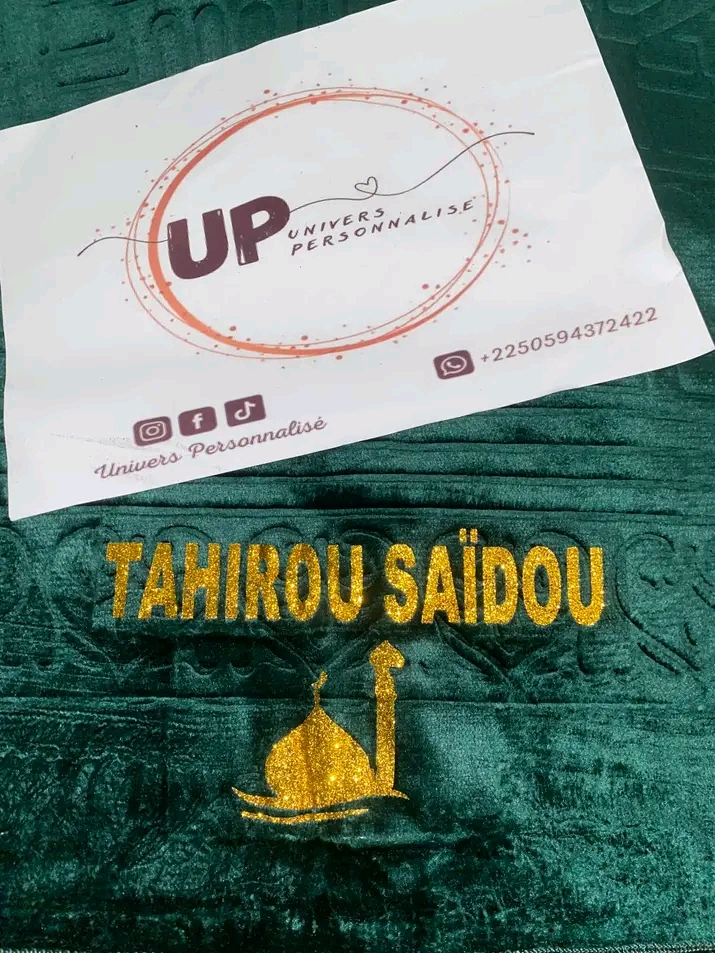 UP
UNIVERS
PERSONNALISE
+2250594372422
Univers Personnalisé
TAHIROU SAÏDOU